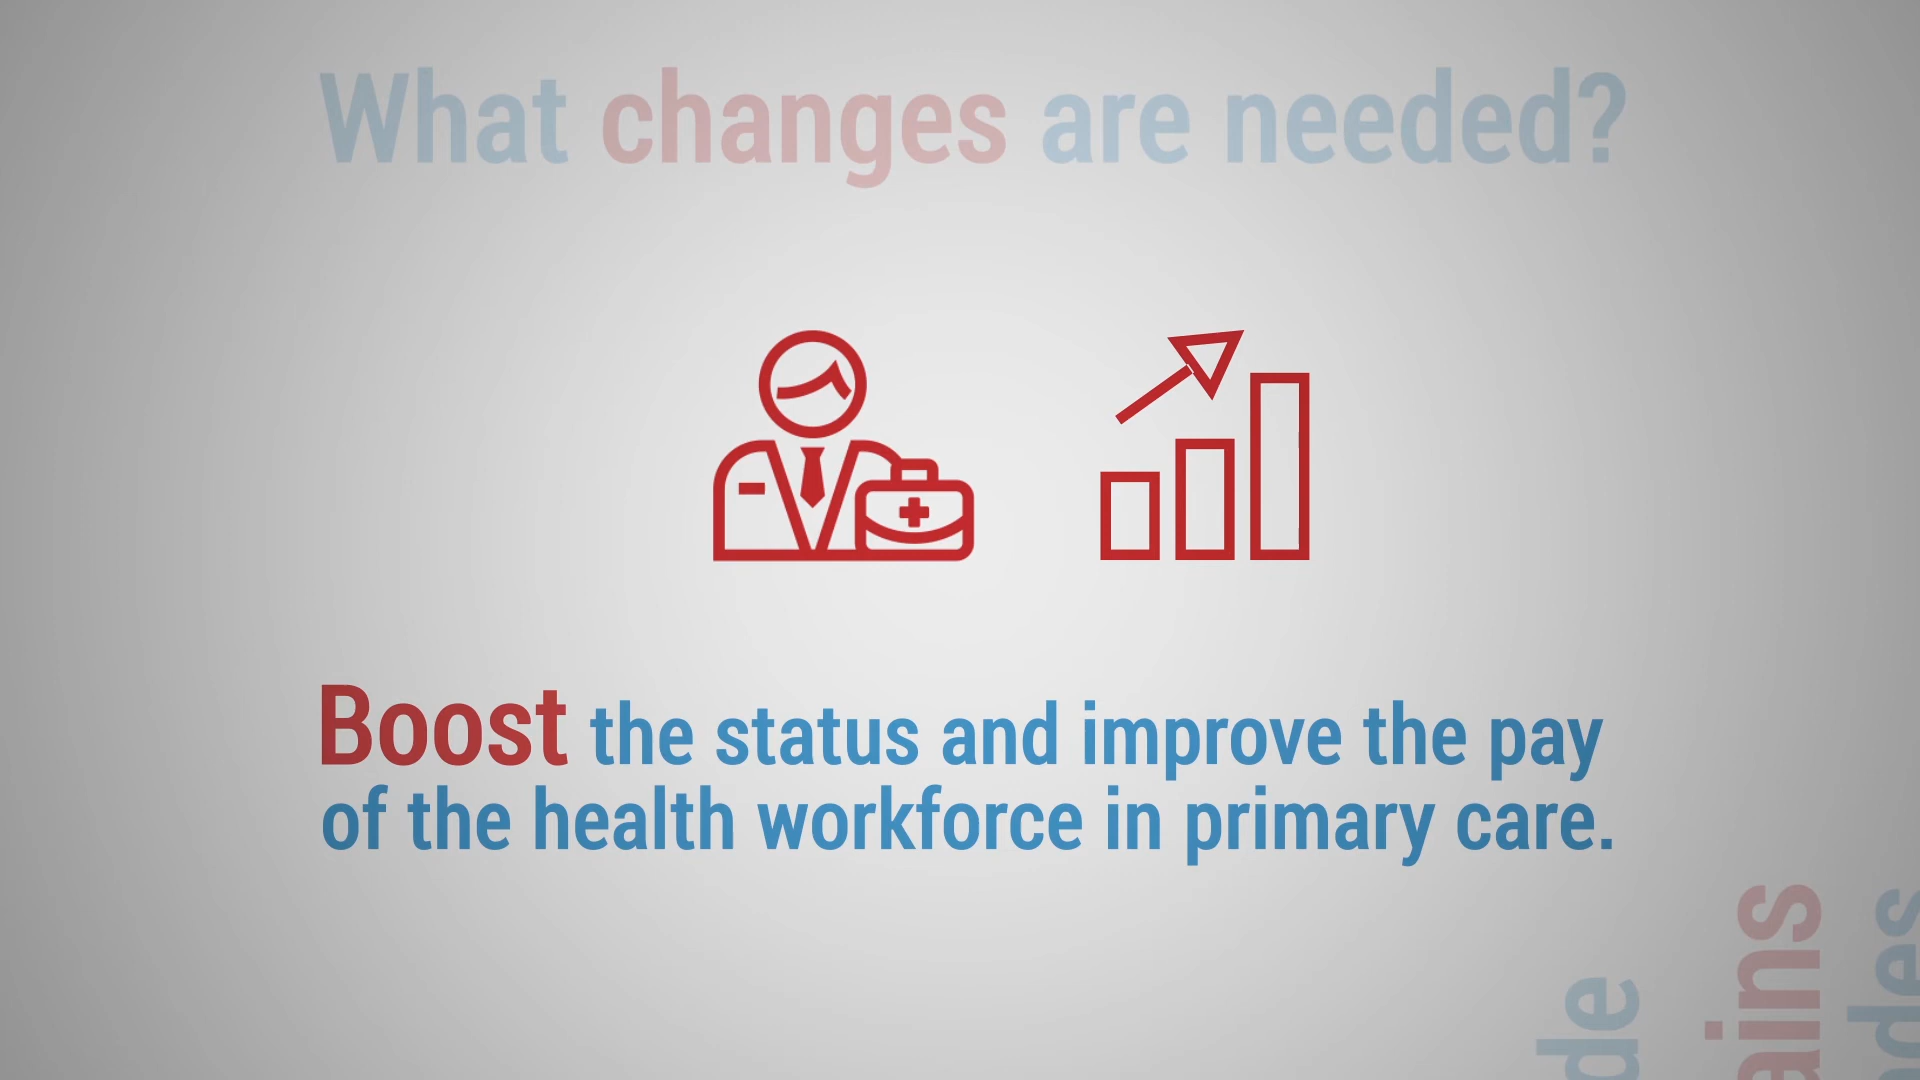 What changes are needed?
Boost the status and improve the pay
of the health workforce in primary care.